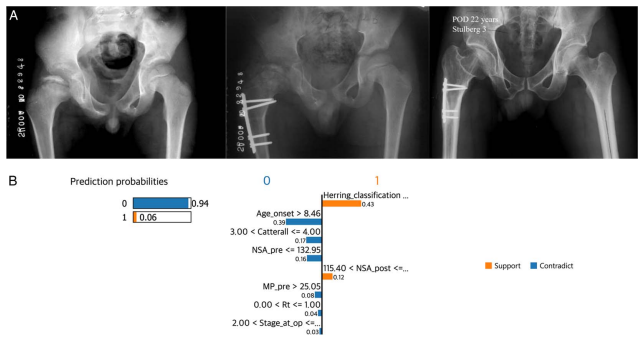 A
POD 22 years
Stulberg 3
B
Prediction probabilities
0
0.94
1
0.06
0
1
Herring_classification ...
0.43
Age_onset > 8.46
0.39
3.00 < Catterall <= 4.00
0.17
NSA_pre <= 132.95
0.16
115.40 < NSA_post <=...
0.12
MP_pre > 25.05
0.08
0.00 < Rt <= 1.00
0.04
2.00 < Stage_at_op <=...
0.03
Support
Contradict